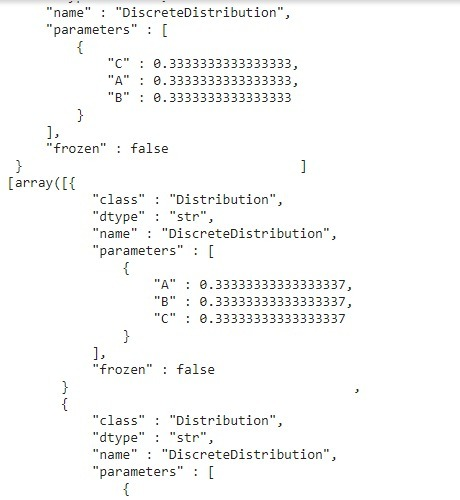 "name" : "DiscreteDistribution",
"parameters" : [
{
"C" : 0.3333333333333333,
"A" : 0.3333333333333333,
"B" : 0.3333333333333333
}
],
"frozen" : false
} ]
[array([{
"class" : "Distribution",
"dtype" : "str",
"name" : "DiscreteDistribution",
"parameters" : [
{
"A" : 0.33333333333333337,
"B" : 0.33333333333333337,
"C" : 0.33333333333333337
}
],
"frozen" : false
} ,
{
"class" : "Distribution",
"dtype" : "str",
"name" : "DiscreteDistribution",
"parameters" : [
{